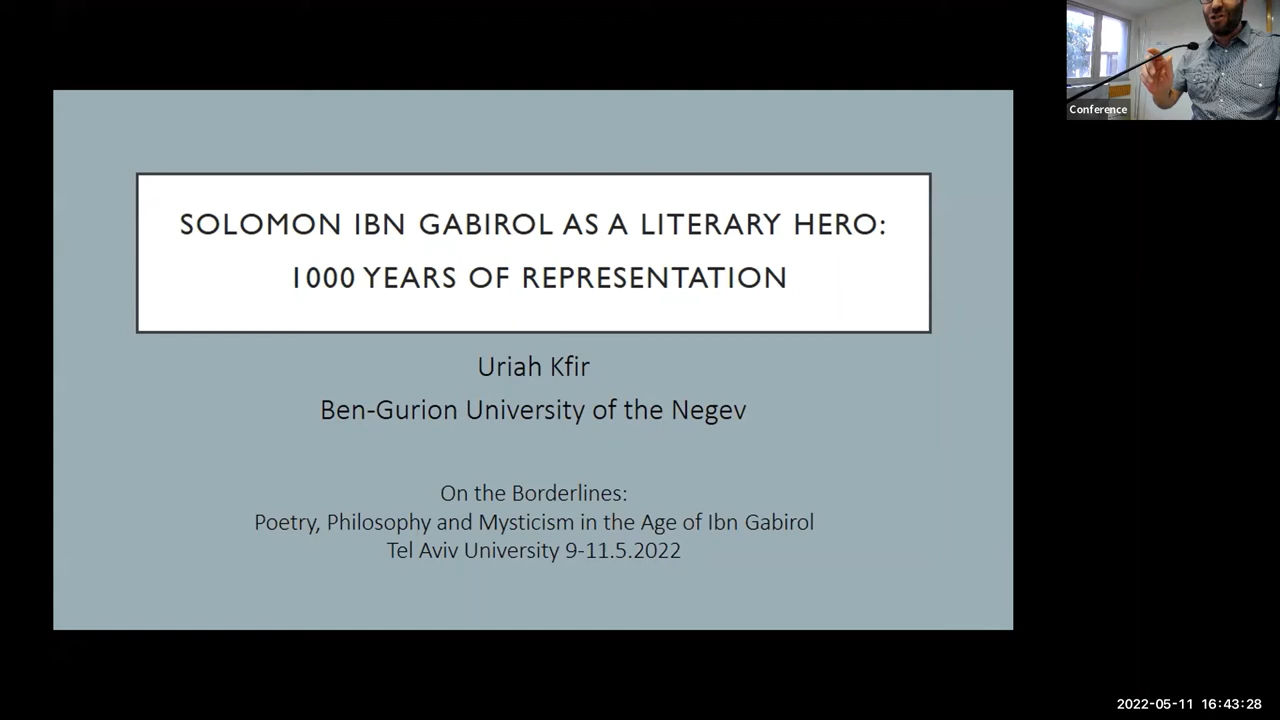 SOLOMON IBN GABIROL AS A LITERARY HERO:
1000 YEARS OF REPRESENTATION
Uriah Kfir
Ben-Gurion University of the Negev
On the Borderlines:
Poetry, Philosophy and Mysticism in the Age of Ibn Gabirol
Tel Aviv University 9-11.5.2022
Conference
2022-05-11 16:43:28